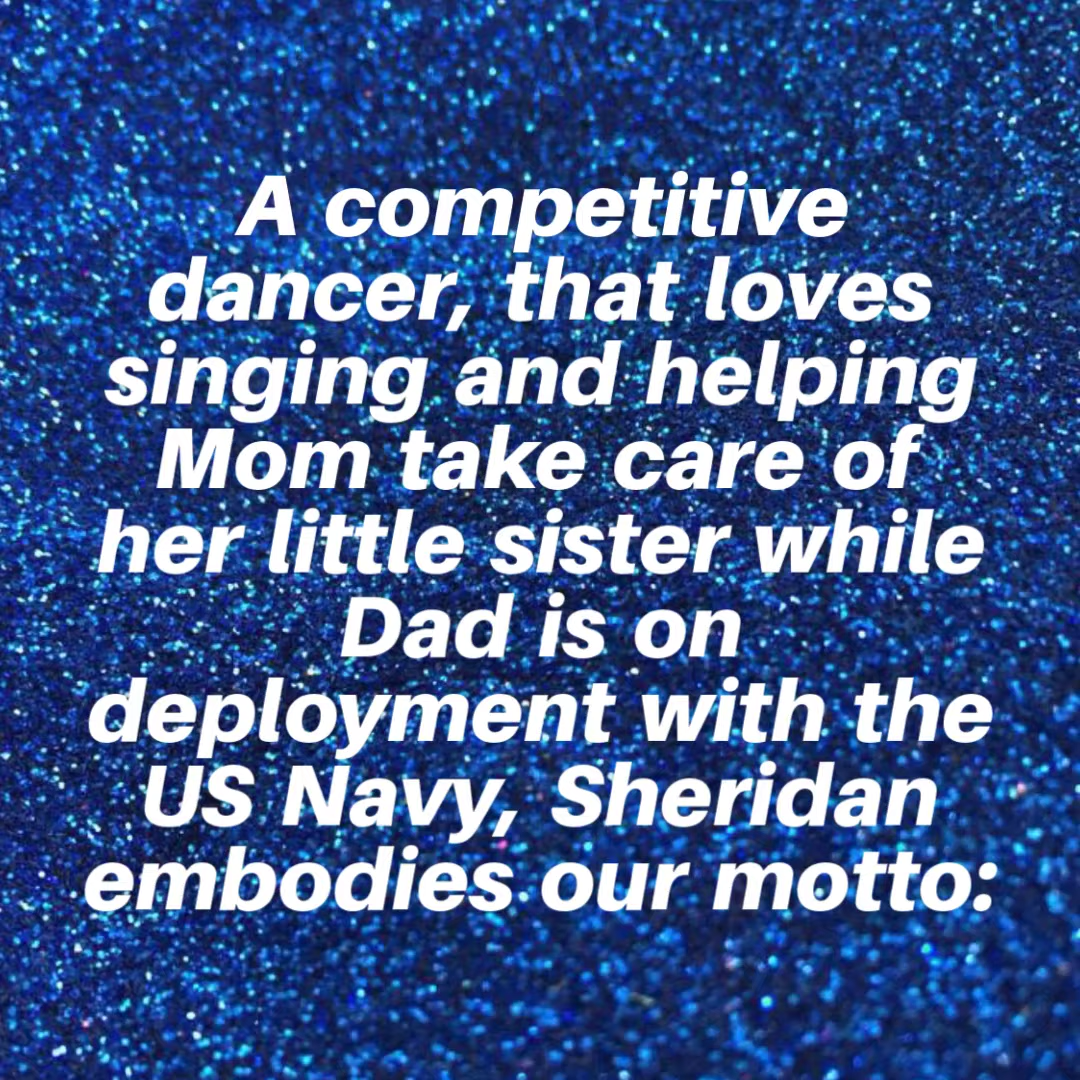 A competitive
dancer, that loves
singing and helping
Mom take care of
her little sister while
Dad is on
deployment with the
US Navy, Sheridan
embodies our motto: